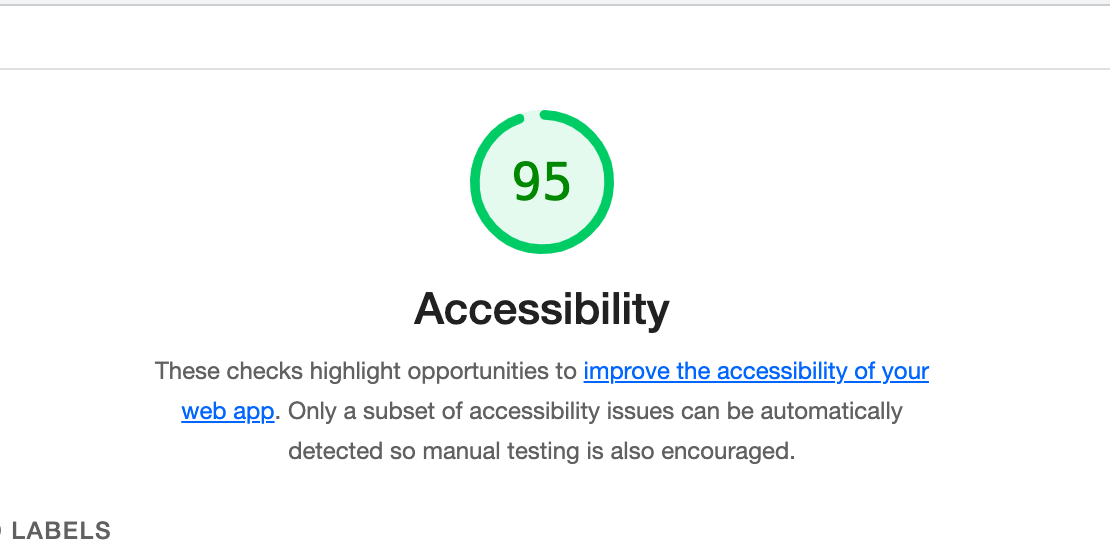 95
Accessibility
These checks highlight opportunities to improve the accessibility of your
web app. Only a subset of accessibility issues can be automatically
detected so manual testing is also encouraged.
LABELS